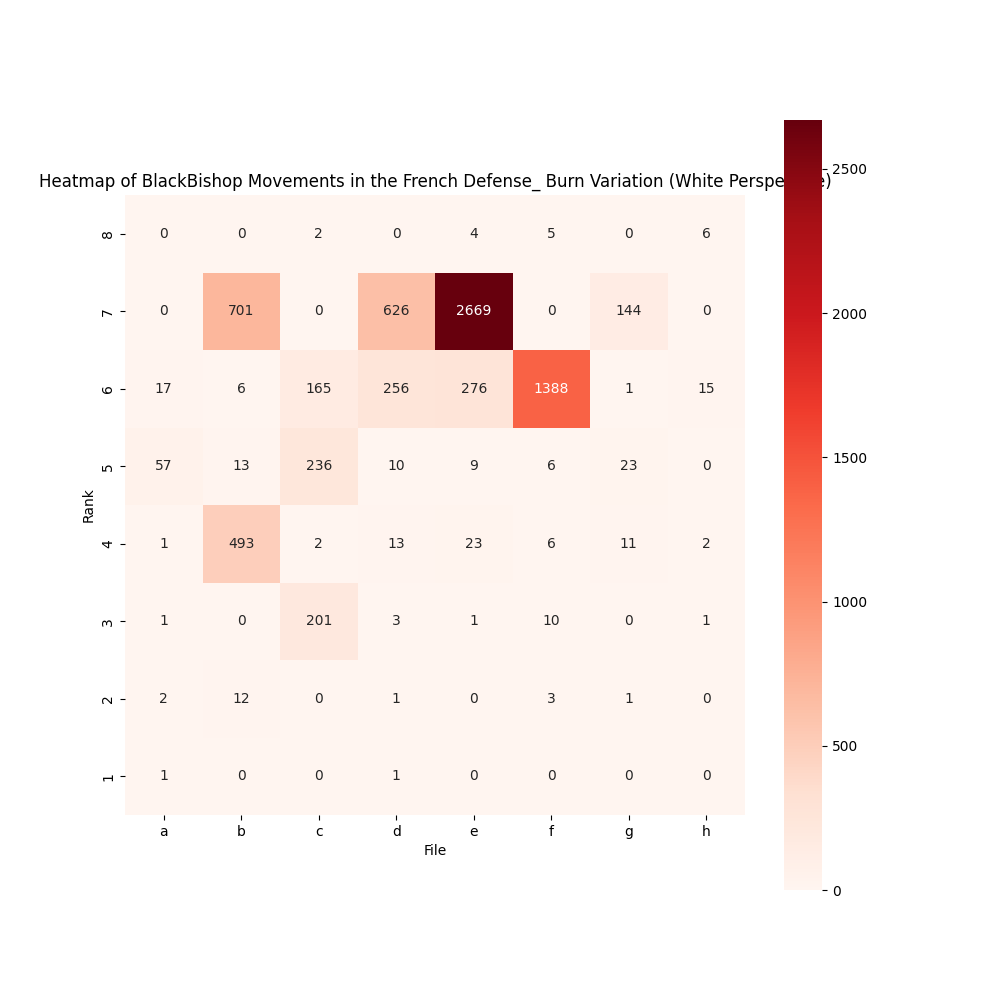 Heatmap of BlackBishop Movements in the French Defense_ Burn Variation (White Perspe e)
8 0 0 2 0 4 5 0 6
7 0 701 0 626 2669 0 144 0
6 17 6 165 256 276 1388 1 15
5 57 13 236 10 9 6 23 0
4 1 493 2 13 23 6 11 2
3 1 0 201 3 1 10 0 1
2 2 12 0 1 0 3 1 0
1 1 0 0 1 0 0 0 0
a b c d e f g h
File
Rank
2500
2000
1500
1000
500
0